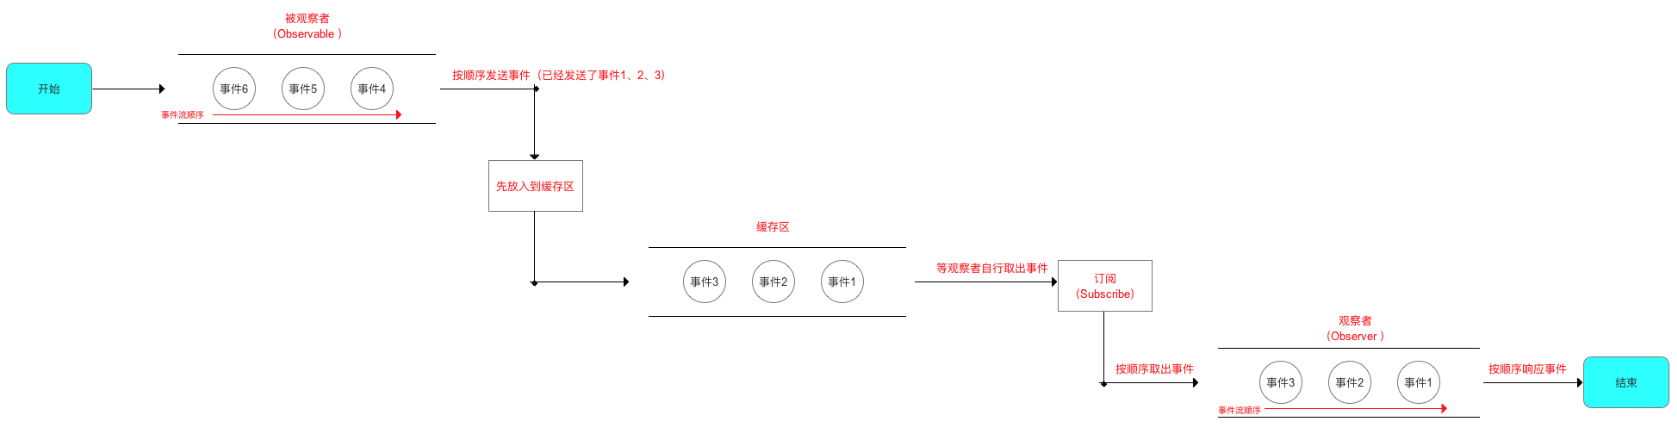 被观察者
（Observable ）
开始
事件6
事件5
事件4
事件流顺序
按顺序发送事件（已经发送了事件1、2、3）
先放入到缓存区
缓存区
事件3
事件2
事件1
等观察者自行取出事件
订阅
（Subscribe）
按顺序取出事件
观察者
（Observer ）
事件3
事件2
事件1
事件流顺序
按顺序响应事件
结束